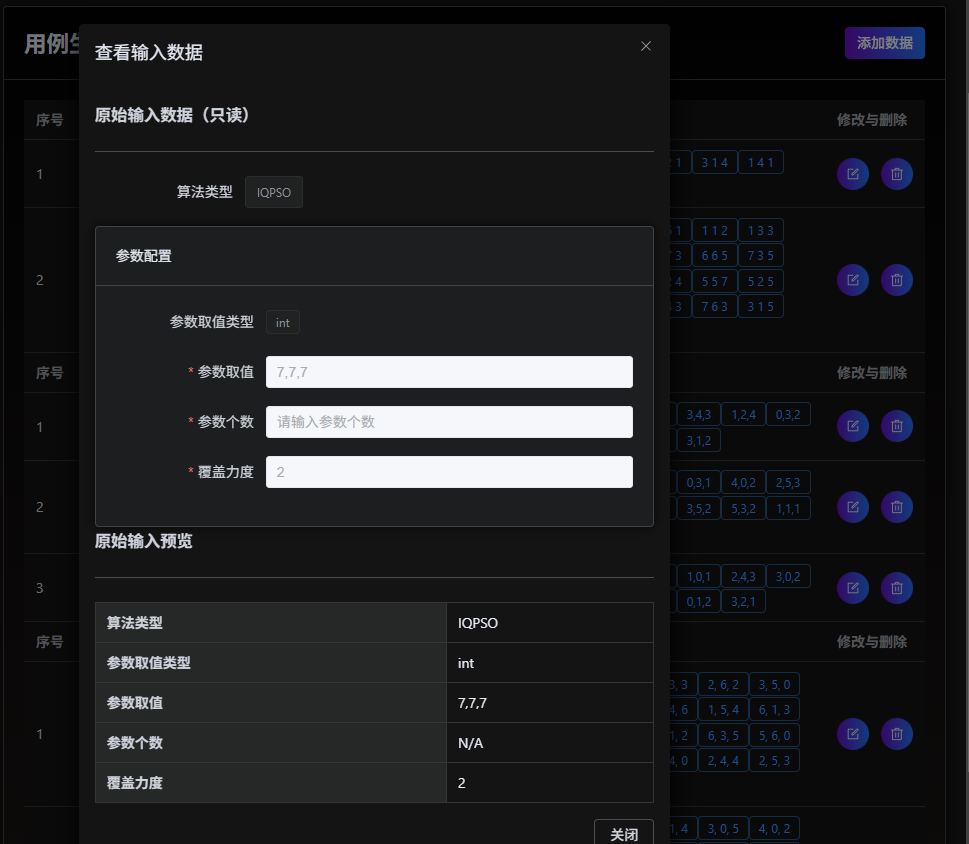 用例生
查看输入数据
添加数据
原始输入数据（只读）
序号 修改与删除
算法类型 IQPSO
1 1 3 1 4 1 4 1
参数配置
1 1 1 2 1 3 3
3 6 6 5 7 3 5
2 4 5 5 7 5 2 5
3 7 6 3 3 1 5
参数取值类型 int
序号 * 参数取值 7,7,7 修改与删除
1 * 参数个数 请输入参数个数 3,4,3 1,2,4 0,3,2
3,1,2
* 覆盖力度 2 0,3,1 4,0,2 2,5,3
2 3,5,2 5,3,2 1,1,1
原始输入预览
3 1,0,1 2,4,3 3,0,2
0,1,2 3,2,1
算法类型 IQPSO
序号 修改与删除
参数取值类型 int
3, 3 2, 6, 2 3, 5, 0
参数取值 7,7,7
4, 6 1, 5, 4 6, 1, 3
1 参数个数 N/A 1, 2 6, 3, 5 5, 6, 0
4, 0 2, 4, 4 2, 5, 3
覆盖力度 2
1, 4 3, 0, 5 4, 0, 2
关闭